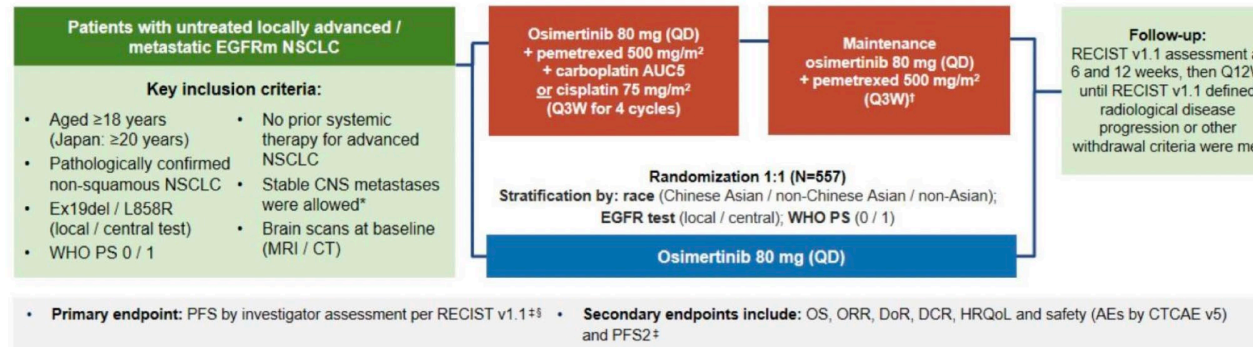 Patients with untreated locally advanced /
metastatic EGFRm NSCLC
Key inclusion criteria:
• Aged ≥18 years
(Japan: ≥20 years)
• Pathologically confirmed
non-squamous NSCLC
• Ex19del / L858R
(local / central test)
• WHO PS 0 / 1
• No prior systemic
therapy for advanced
NSCLC
• Stable CNS metastases
were allowed*
• Brain scans at baseline
(MRI / CT)
Osimertinib 80 mg (QD)
+ pemetrexed 500 mg/m²
+ carboplatin AUC5
or cisplatin 75 mg/m²
(Q3W for 4 cycles)
Maintenance
osimertinib 80 mg (QD)
+ pemetrexed 500 mg/m²
(Q3W)†
Randomization 1:1 (N=557)
Stratification by: race (Chinese Asian / non-Chinese Asian / non-Asian);
EGFR test (local / central); WHO PS (0 / 1)
Osimertinib 80 mg (QD)
Follow-up:
RECIST v1.1 assessment
6 and 12 weeks, then
until RECIST v1.1 defined
radiological disease
progression or other
withdrawal criteria were
• Primary endpoint: PFS by investigator assessment per RECIST v1.1‡§
• Secondary endpoints include: OS, ORR, DoR, DCR, HRQoL and safety (AEs by CTCAE v5)
and PFS2‡